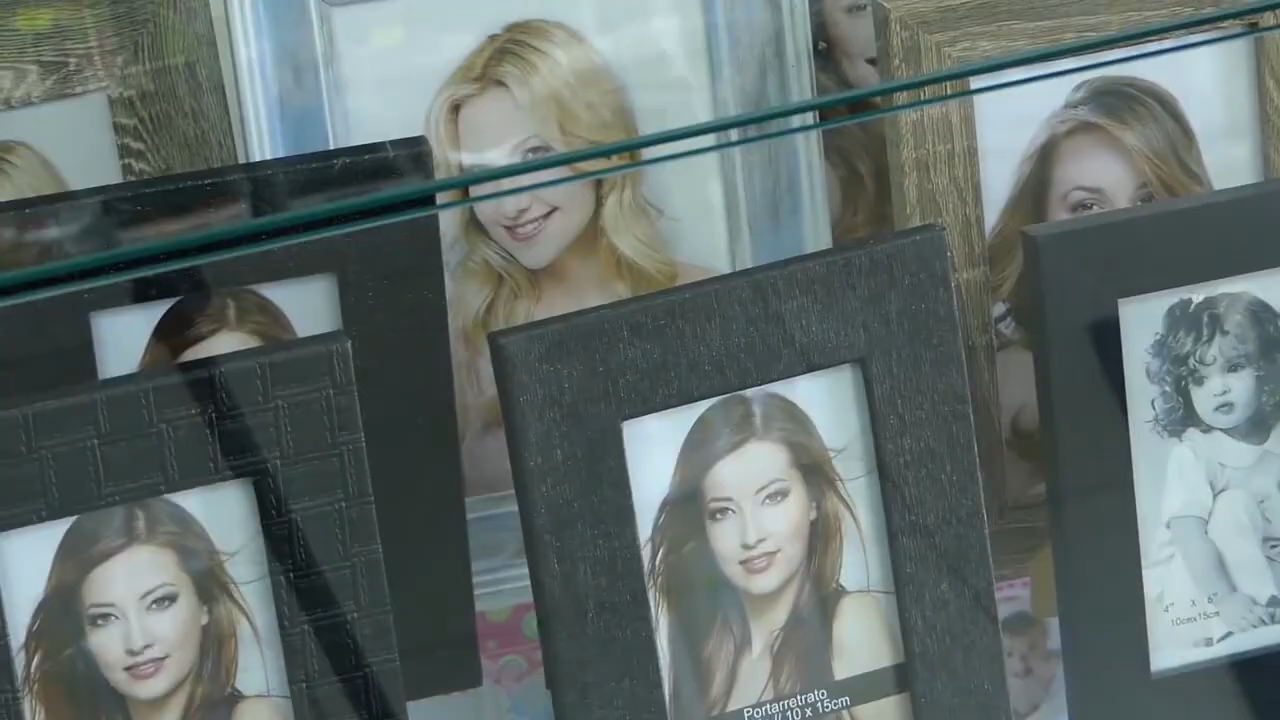 Portarretrato
// 10 x 15cm
4" X 6"
10cmx15cm